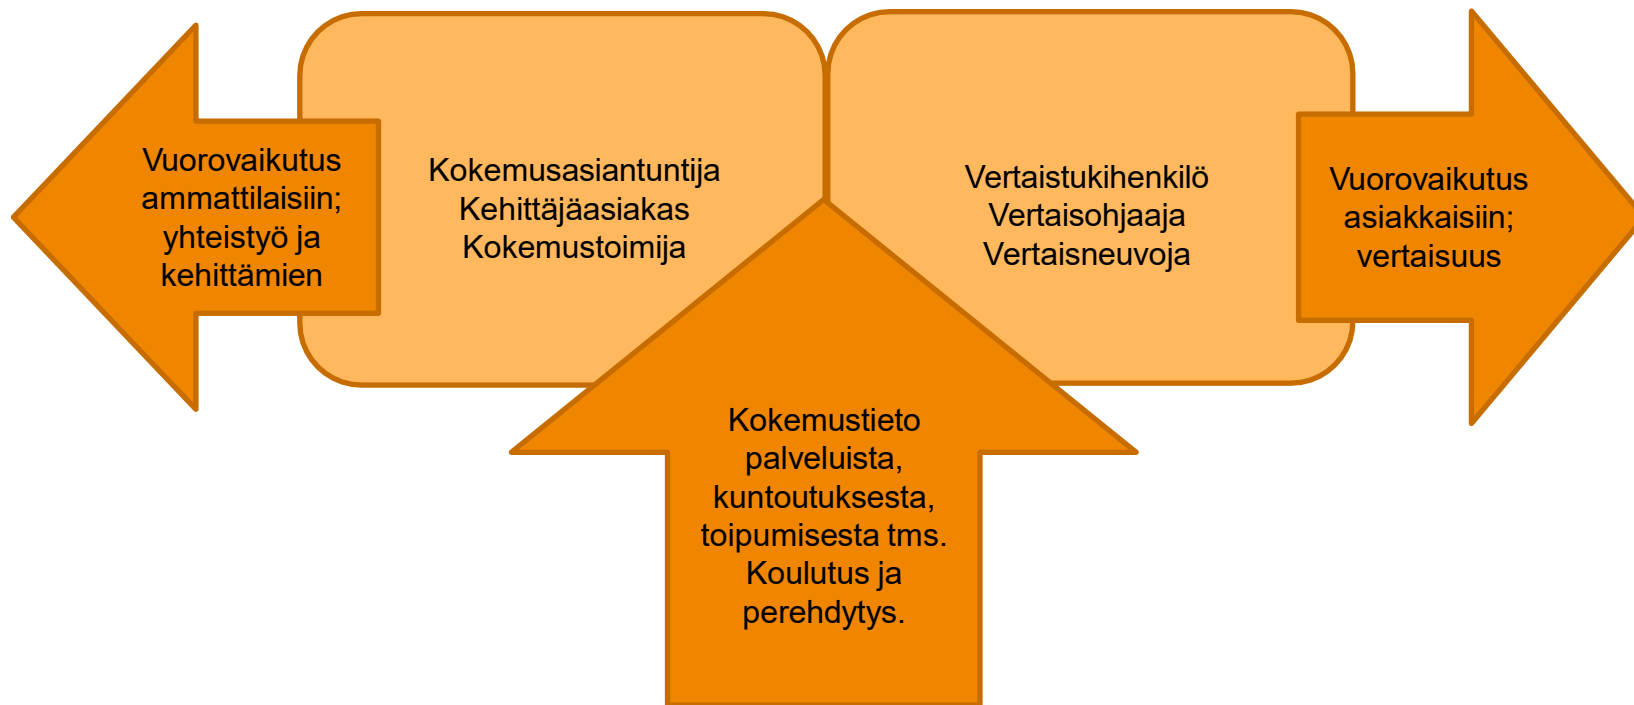 Vuorovaikutus
ammattilaisiin;
yhteistyö ja
kehittämien
Kokemusasiantuntija
Kehittäjäasiakas
Kokemustoimija
Vertaistukihenkilö
Vertaisohjaaja
Vertaisneuvoja
Vuorovaikutus
asiakkaisiin;
vertaisuus
Kokemustieto
palveluista,
kuntoutuksesta,
toipumisesta tms.
Koulutus ja
perehdytys.